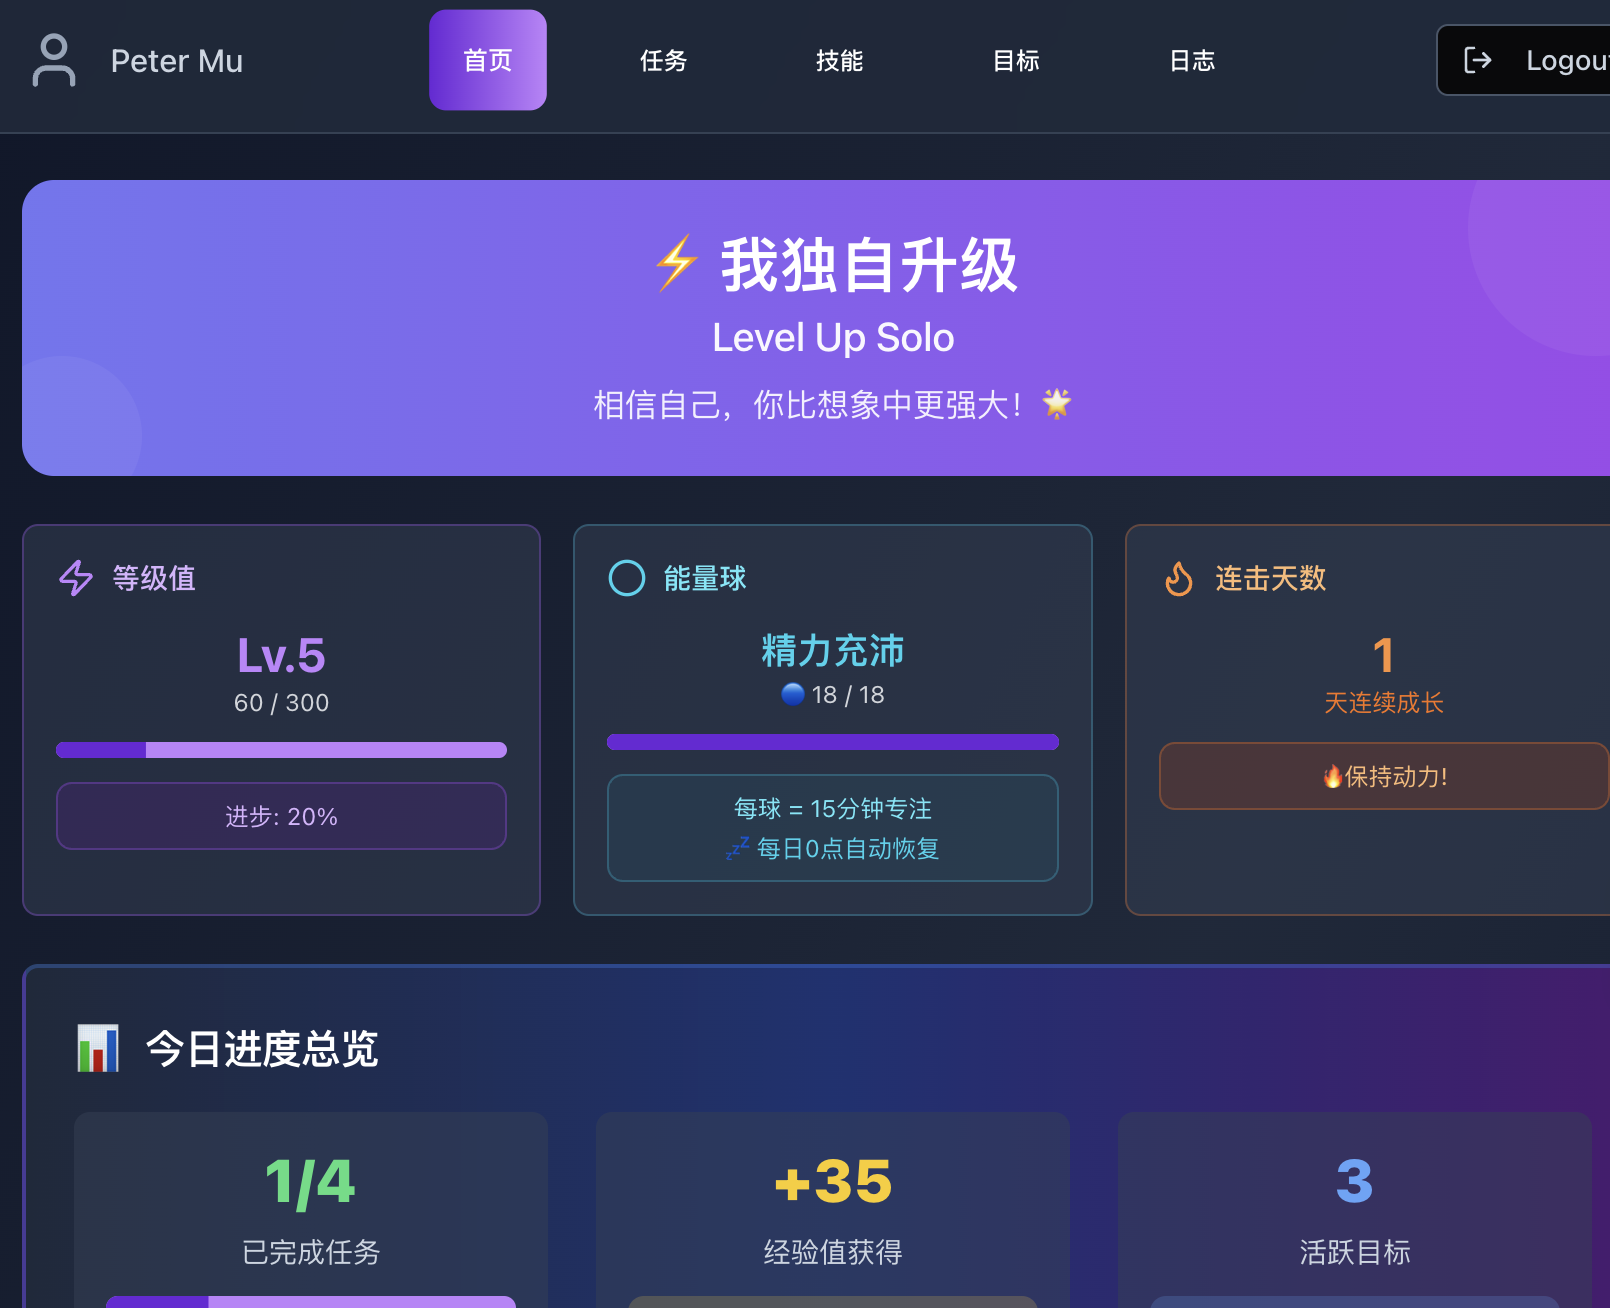 Peter Mu
首页
任务
技能
目标
日志
Logou
⚡ 我独自升级
Level Up Solo
相信自己，你比想象中更强大！🌟
等级值
Lv.5
60 / 300
进步: 20%
能量球
精力充沛
🔵 18 / 18
每球 = 15分钟专注
💤 每日0点自动恢复
连击天数
1
天连续成长
🔥保持动力!
📊 今日进度总览
1/4
已完成任务
+35
经验值获得
3
活跃目标